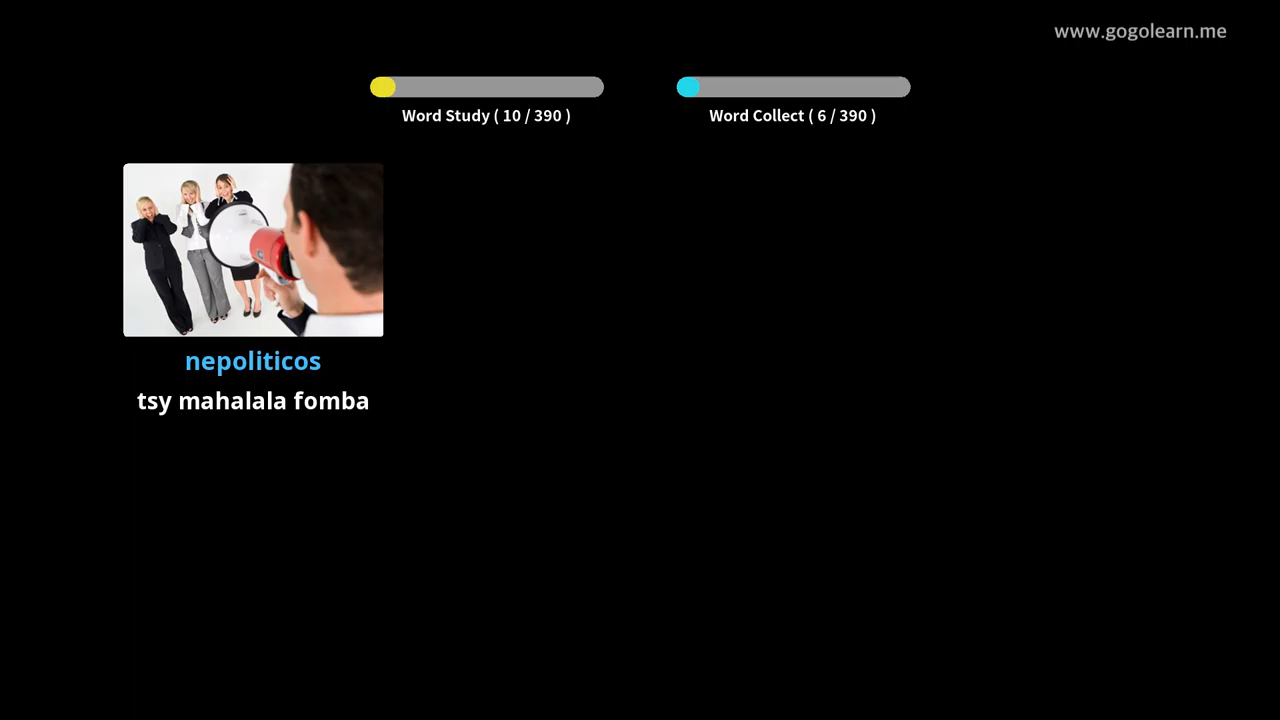 www.gogolearn.me
Word Study ( 10 / 390 )
Word Collect ( 6 / 390 )
nepoliticos
tsy mahalala fomba